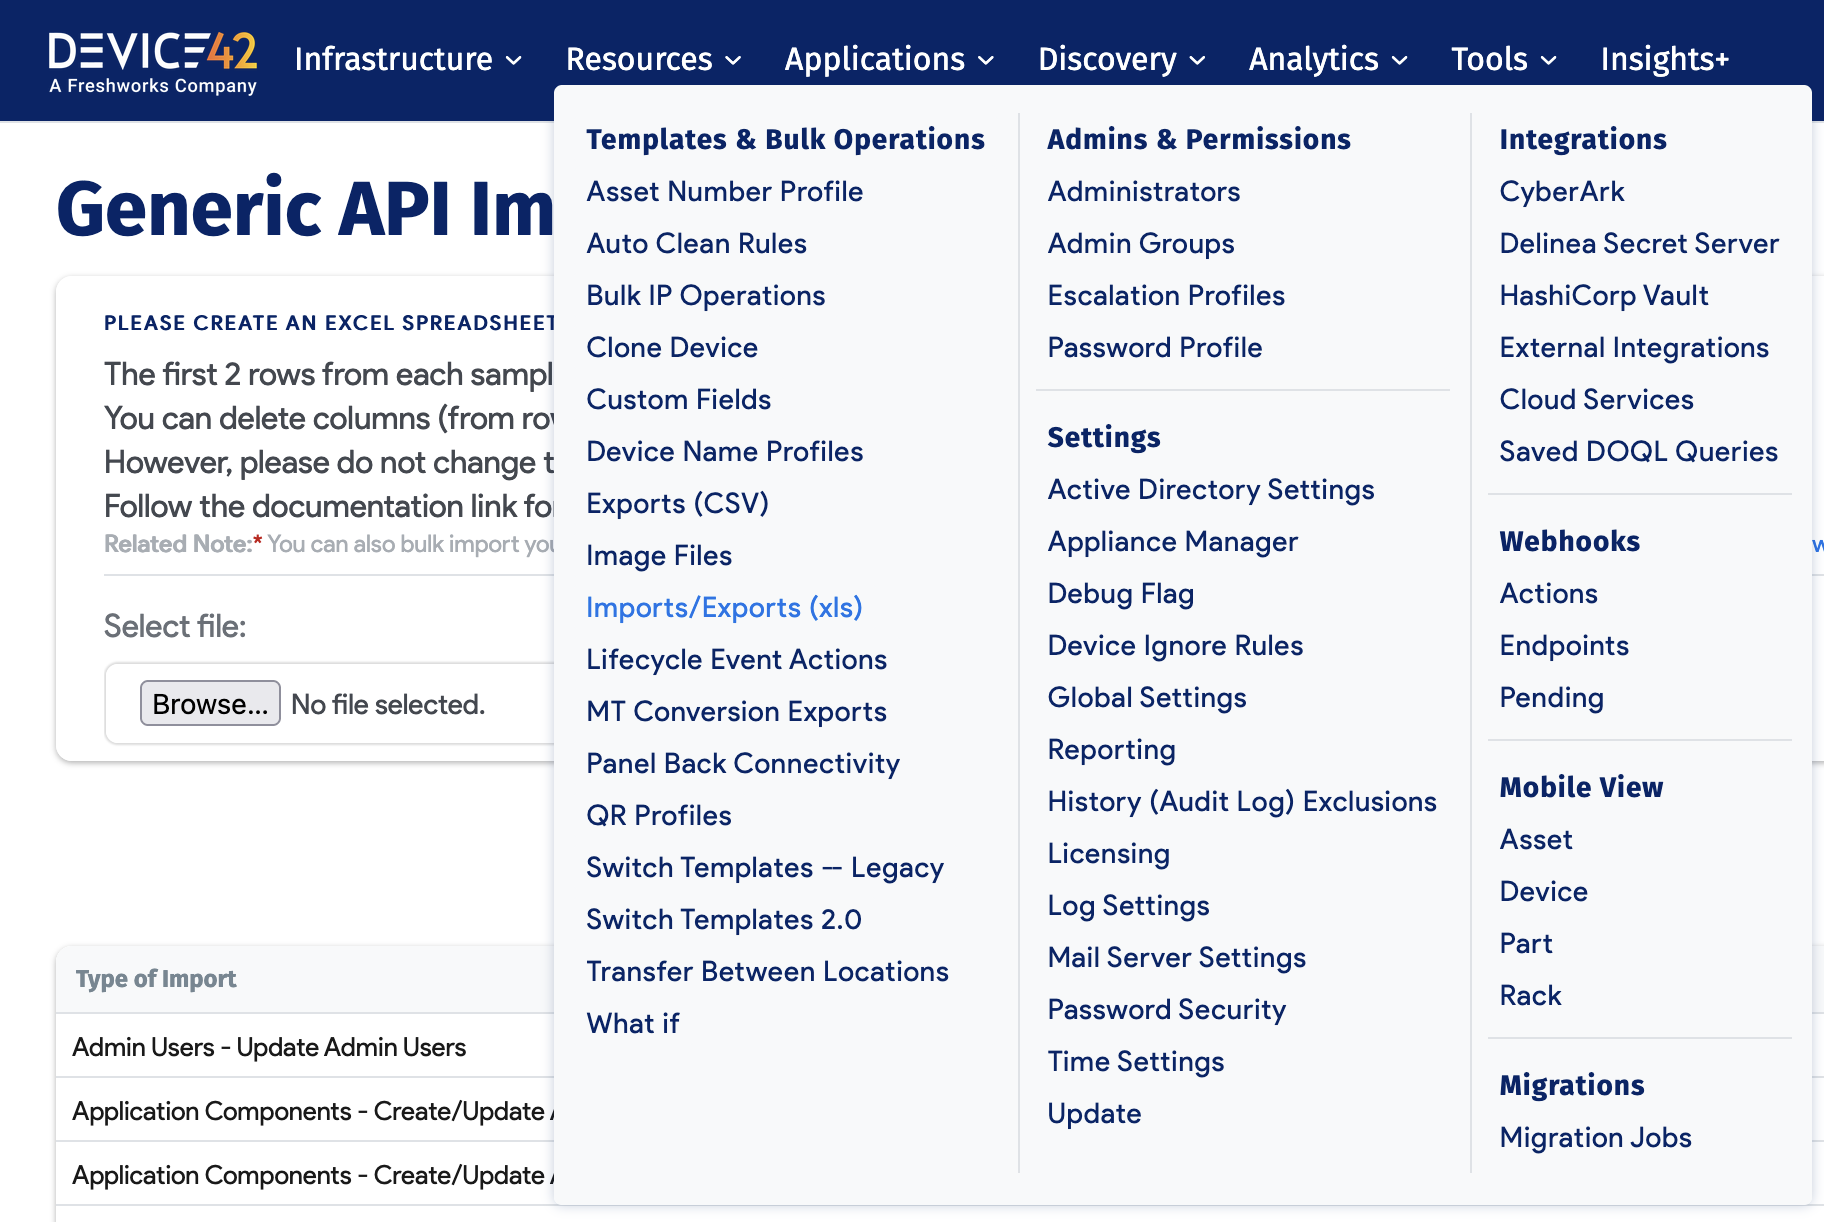 DEVICE42
A Freshworks Company
Infrastructure
Resources
Applications
Discovery
Analytics
Tools
Insights+
Generic API Im
PLEASE CREATE AN EXCEL SPREADSHEET
The first 2 rows from each sampl
You can delete columns (from row
However, please do not change t
Follow the documentation link for
Related Note:* You can also bulk import you
Select file:
Browse... No file selected.
Type of Import
Admin Users - Update Admin Users
Application Components - Create/Update A
Application Components - Create/Update A
Templates & Bulk Operations
Asset Number Profile
Auto Clean Rules
Bulk IP Operations
Clone Device
Custom Fields
Device Name Profiles
Exports (CSV)
Image Files
Imports/Exports (xls)
Lifecycle Event Actions
MT Conversion Exports
Panel Back Connectivity
QR Profiles
Switch Templates -- Legacy
Switch Templates 2.0
Transfer Between Locations
What if
Admins & Permissions
Administrators
Admin Groups
Escalation Profiles
Password Profile
Settings
Active Directory Settings
Appliance Manager
Debug Flag
Device Ignore Rules
Global Settings
Reporting
History (Audit Log) Exclusions
Licensing
Log Settings
Mail Server Settings
Password Security
Time Settings
Update
Integrations
CyberArk
Delinea Secret Server
HashiCorp Vault
External Integrations
Cloud Services
Saved DOQL Queries
Webhooks
Actions
Endpoints
Pending
Mobile View
Asset
Device
Part
Rack
Migrations
Migration Jobs